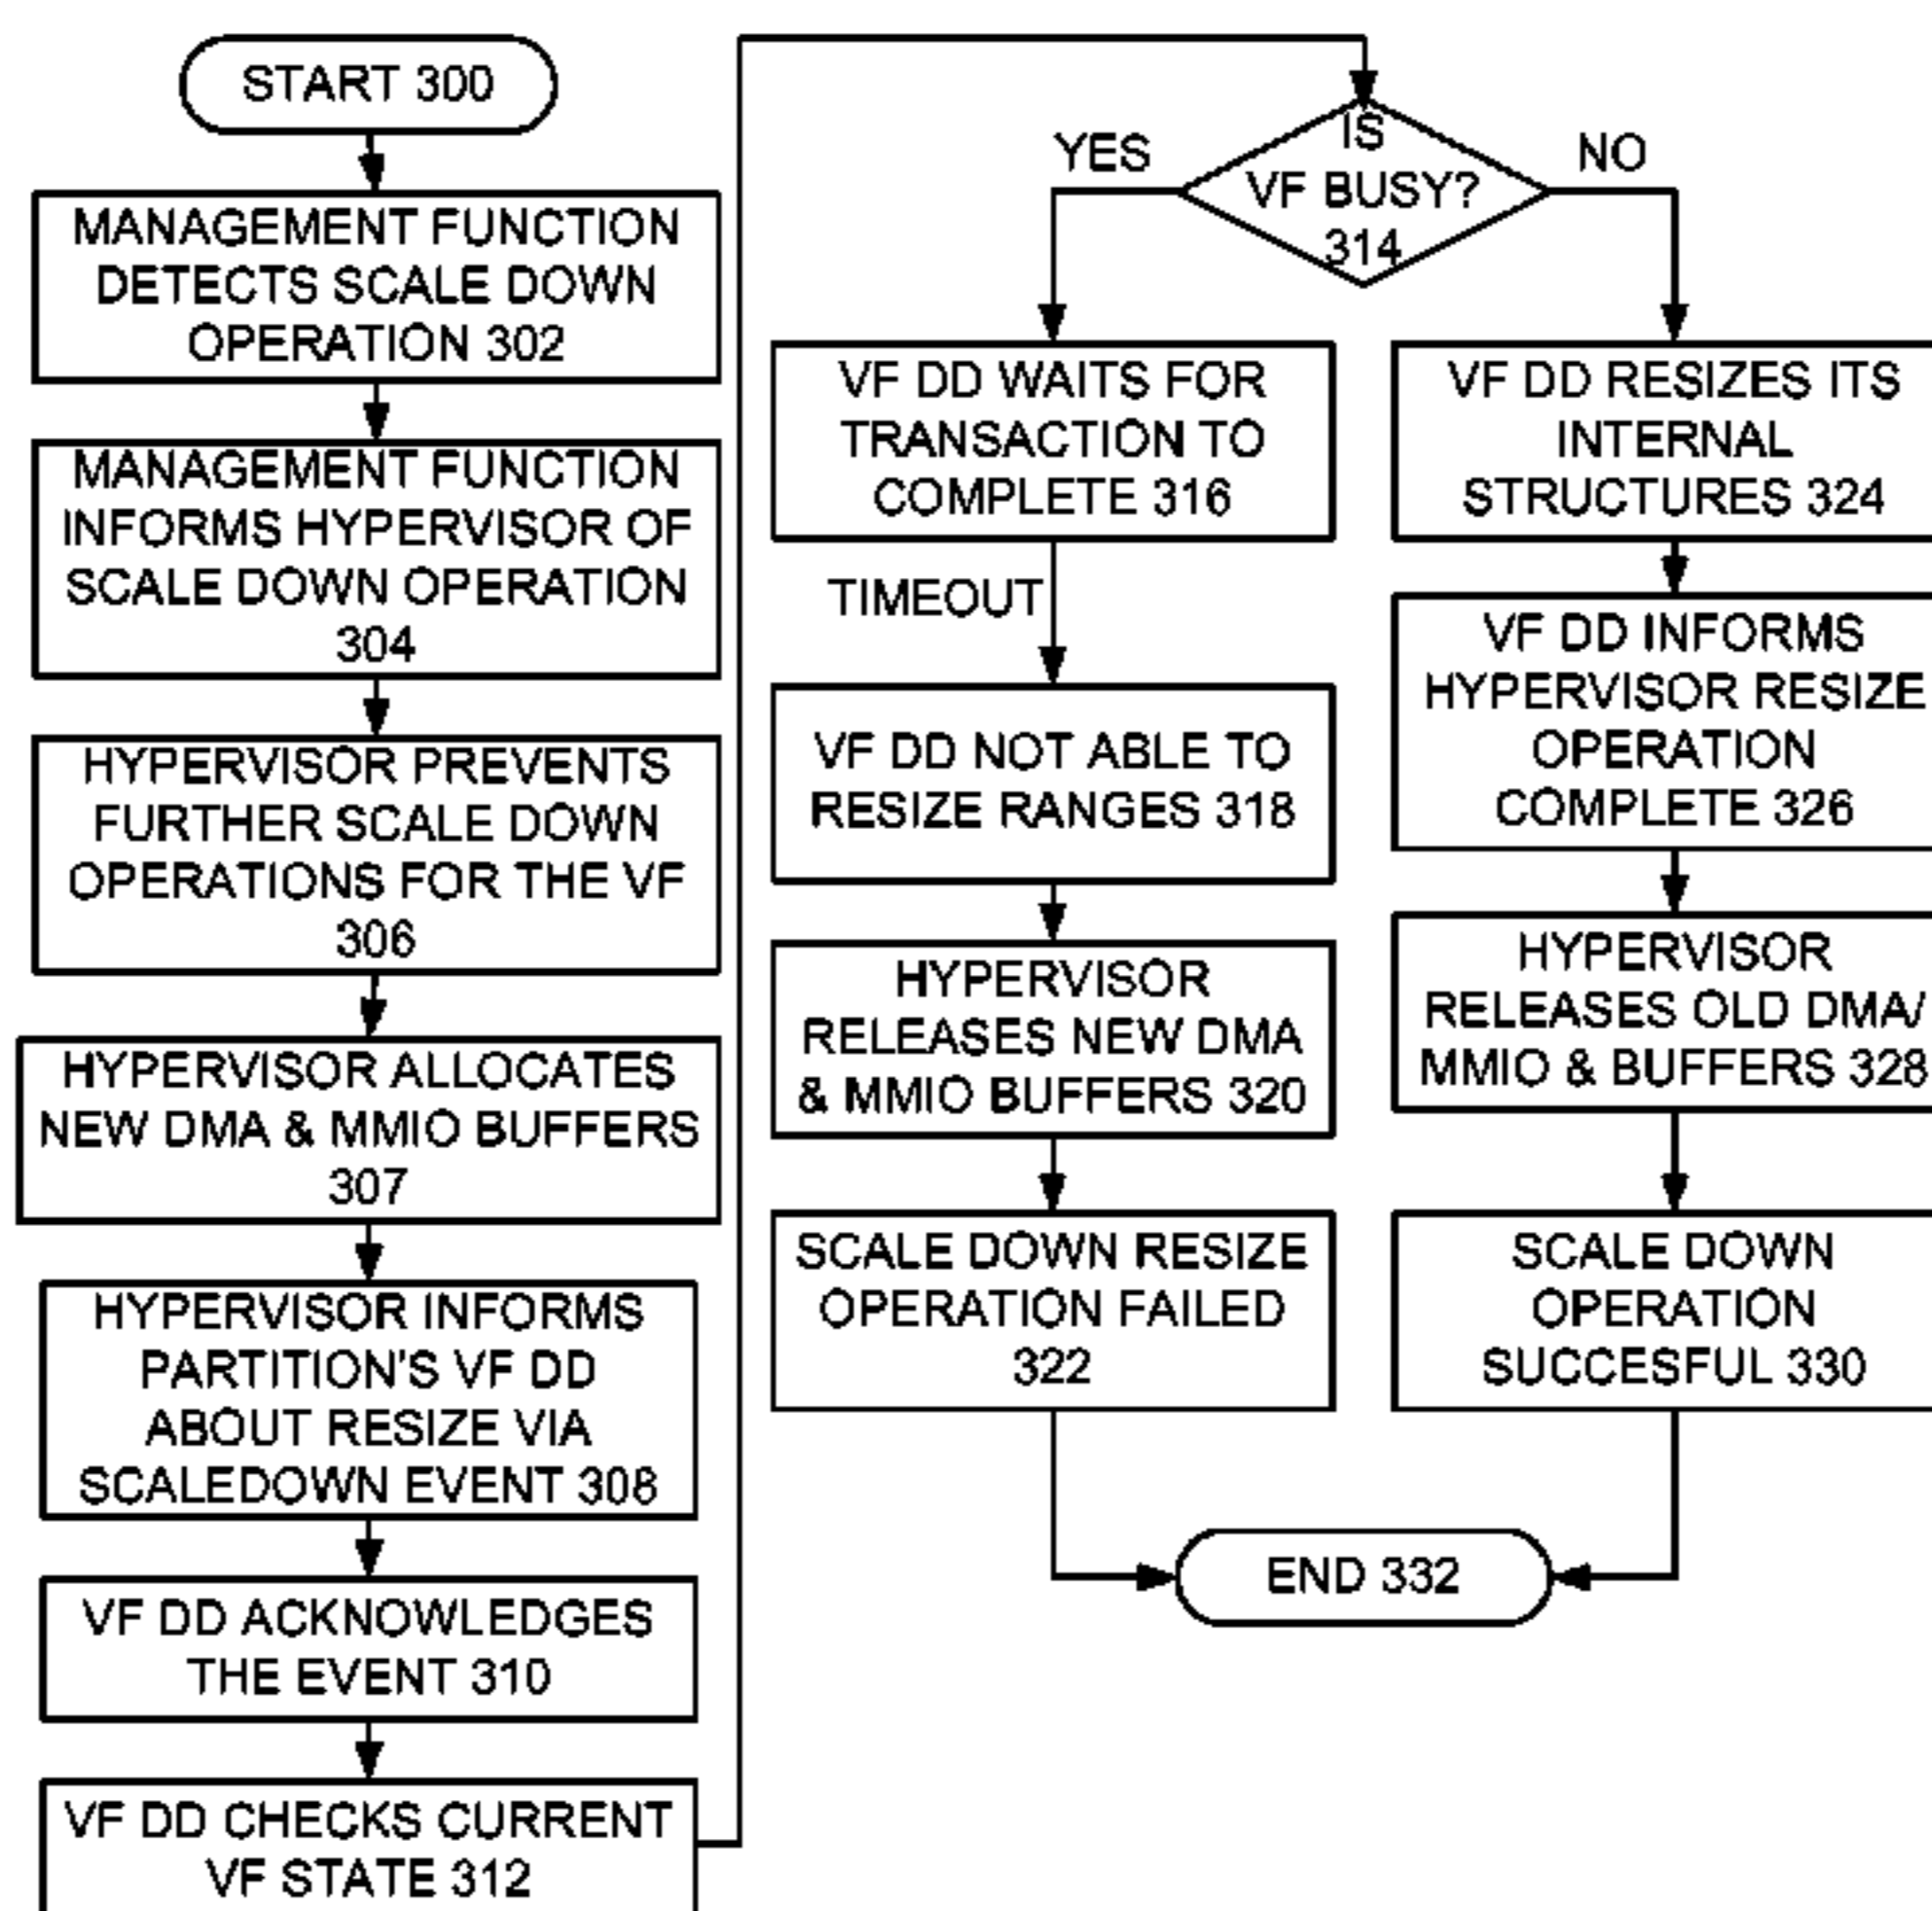 START 300
MANAGEMENT FUNCTION
DETECTS SCALE DOWN
OPERATION 302
MANAGEMENT FUNCTION
INFORMS HYPERVISOR OF
SCALE DOWN OPERATION
304
HYPERVISOR PREVENTS
FURTHER SCALE DOWN
OPERATIONS FOR THE VF
306
HYPERVISOR ALLOCATES
NEW DMA & MMIO BUFFERS
307
HYPERVISOR INFORMS
PARTITION'S VF DD
ABOUT RESIZE VIA
SCALEDOWN EVENT 308
VF DD ACKNOWLEDGES
THE EVENT 310
VF DD CHECKS CURRENT
VF STATE 312
IS
VF BUSY?
314
YES
NO
VF DD WAITS FOR
TRANSACTION TO
COMPLETE 316
TIMEOUT
VF DD NOT ABLE TO
RESIZE RANGES 318
HYPERVISOR
RELEASES NEW DMA
& MMIO BUFFERS 320
SCALE DOWN RESIZE
OPERATION FAILED
322
VF DD RESIZES ITS
INTERNAL
STRUCTURES 324
VF DD INFORMS
HYPERVISOR RESIZE
OPERATION
COMPLETE 326
HYPERVISOR
RELEASES OLD DMA/
MMIO & BUFFERS 328
SCALE DOWN
OPERATION
SUCCESFUL 330
END 332